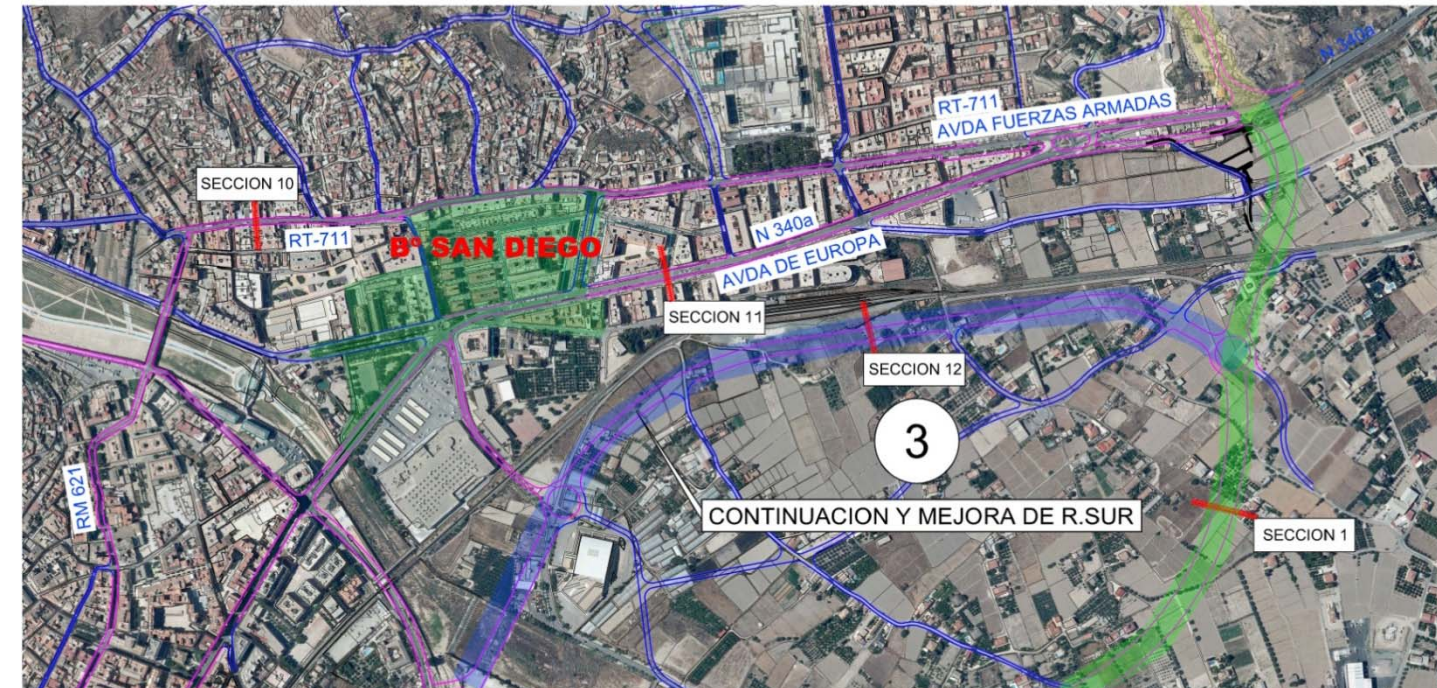 N 340a
RT-711
AVDA FUERZAS ARMADAS
SECCION 10
RT-711
Bº SAN DIEGO
N 340a
AVDA DE EUROPA
SECCION 11
SECCION 12
3
RM 621
CONTINUACION Y MEJORA DE R.SUR
SECCION 1